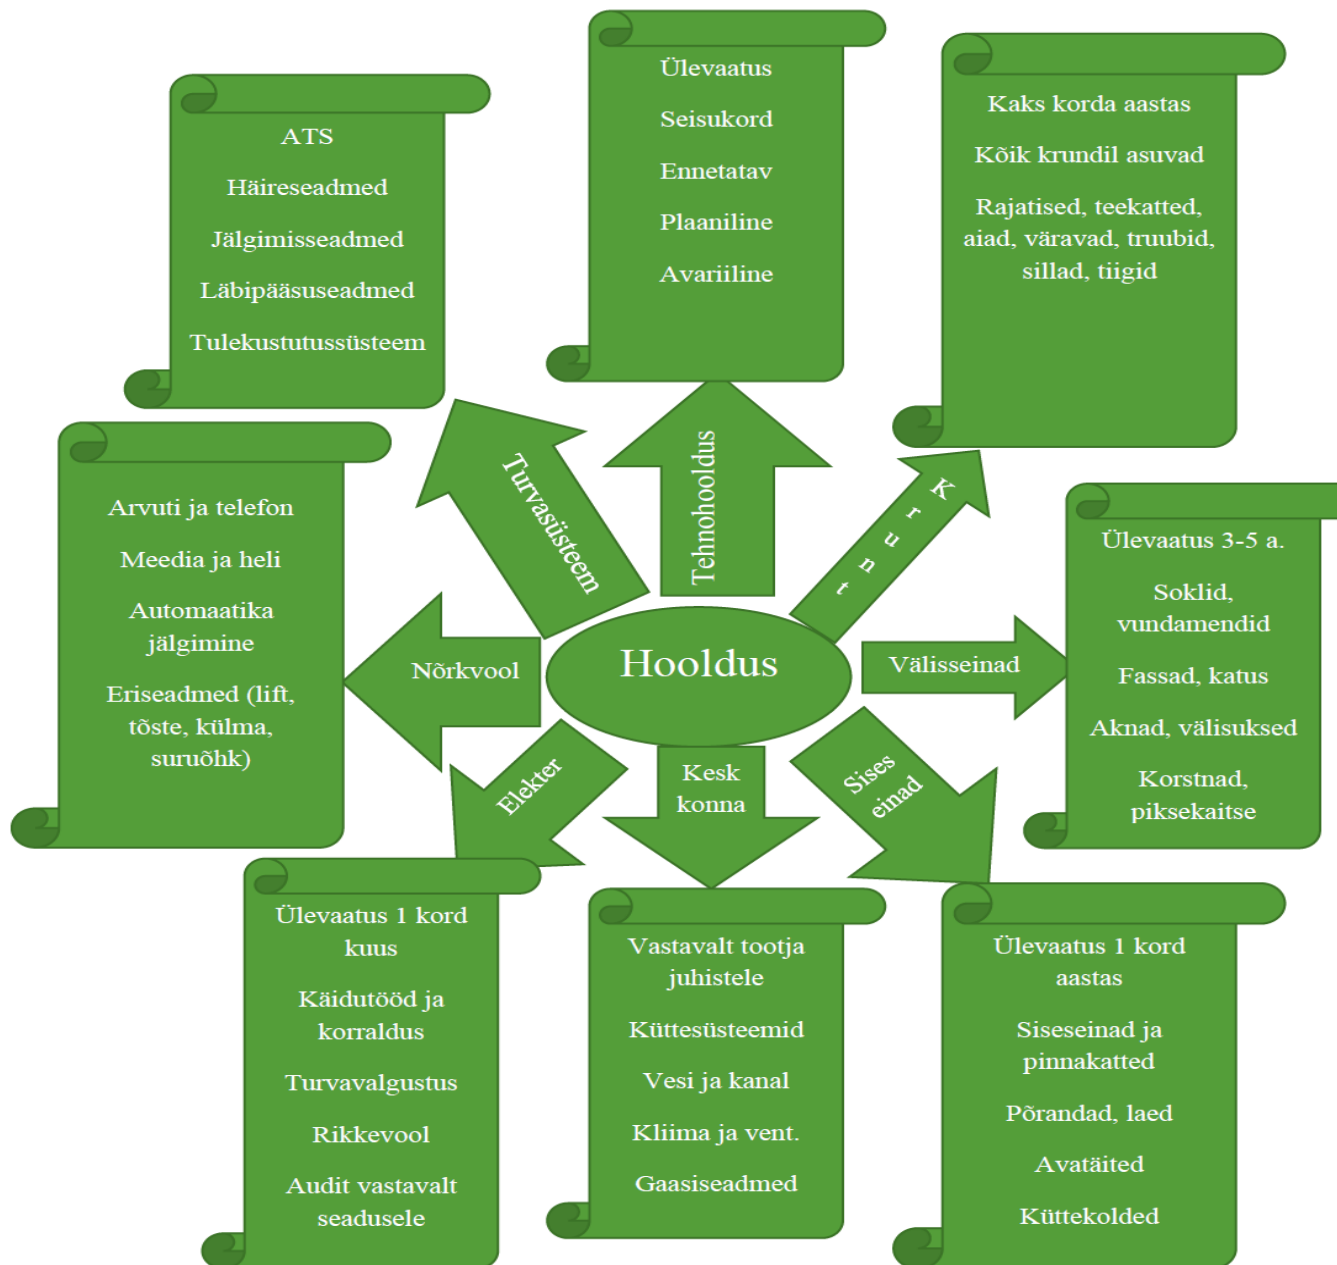 Ülevaatus
Seisukord
Ennetatav
Plaaniline
Avariiline
Kaks korda aastas
Kõik krundil asuvad
Rajatised, teekatted,
aiad, väravad, truubid,
sillad, tiigid
ATS
Häireseadmed
Jälgimisseadmed
Läbipääsuseadmed
Tulekustutussüsteem
Turvasüsteem
Tehnohooldus
Krunt
Arvuti ja telefon
Meedia ja heli
Automaatika
jälgimine
Eriseadmed (lift,
tõste, külma,
suruõhk)
Nõrkvool
Hooldus
Välisseinad
Ülevaatus 3-5 a.
Soklid,
vundamendid
Fassad, katus
Aknad, välisuksed
Korstnad,
piksekaitse
Elekter
Kesk
konna
Sises
einad
Ülevaatus 1 kord
kuus
Käidutööd ja
korraldus
Turvavalgustus
Rikkevool
Audit vastavalt
seadusele
Vastavalt tootja
juhistele
Küttesüsteemid
Vesi ja kanal
Kliima ja vent.
Gaasiseadmed
Ülevaatus 1 kord
aastas
Siseseinad ja
pinnakatted
Põrandad, laed
Avatäited
Küttekolded